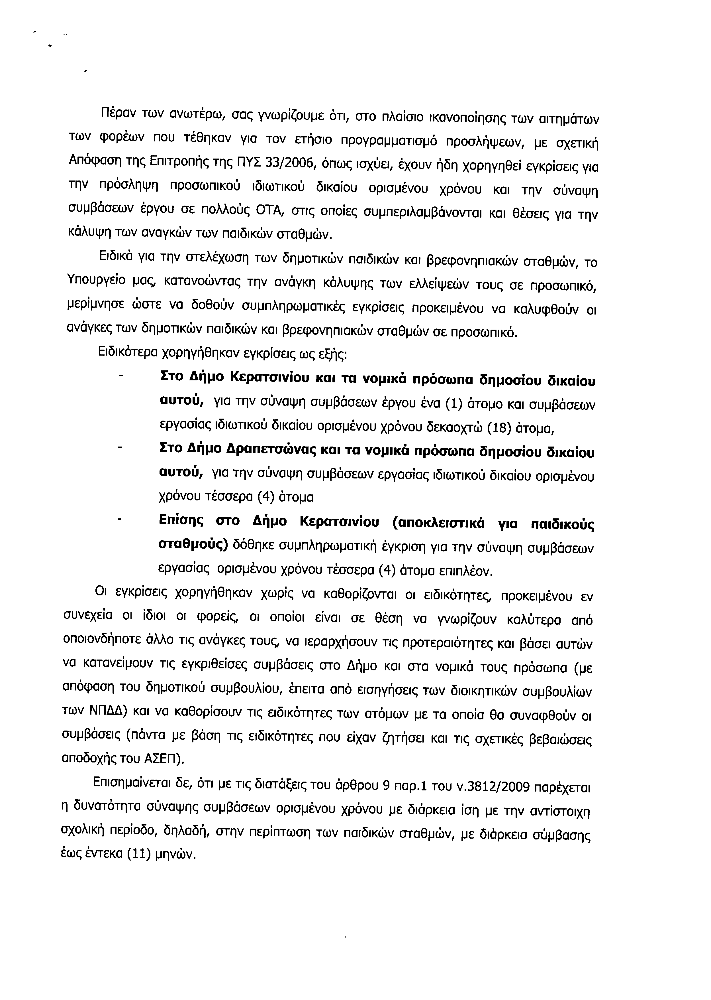 Πέραν των ανωτέρω, σας γνωρίζουμε ότι, στο πλαίσιο ικανοποίησης των αιτημάτων
των φορέων που τέθηκαν για τον ετήσιο προγραμματισμό προσλήψεων, με σχετική
Απόφαση της Επιτροπής της ΠΥΣ 33/2006, όπως ισχύει, έχουν ήδη χορηγηθεί εγκρίσεις για
την πρόσληψη προσωπικού ιδιωτικού δικαίου ορισμένου χρόνου και την σύναψη
συμβάσεων έργου σε πολλούς ΟΤΑ, στις οποίες συμπεριλαμβάνονται και θέσεις για την
κάλυψη των αναγκών των παιδικών σταθμών.
Ειδικά για την στελέχωση των δημοτικών παιδικών και βρεφονηπιακών σταθμών, το
Υπουργείο μας, κατανοώντας την ανάγκη κάλυψης των ελλείψεών τους σε προσωπικό,
μερίμνησε ώστε να δοθούν συμπληρωματικές εγκρίσεις προκειμένου να καλυφθούν οι
ανάγκες των δημοτικών παιδικών και βρεφονηπιακών σταθμών σε προσωπικό.
Ειδικότερα χορηγήθηκαν εγκρίσεις ως εξής:
- Στο Δήμο Κερατσινίου και τα νομικά πρόσωπα δημοσίου δικαίου
αυτού, για την σύναψη συμβάσεων έργου ένα (1) άτομο και συμβάσεων
εργασίας ιδιωτικού δικαίου ορισμένου χρόνου δεκαοχτώ (18) άτομα,
- Στο Δήμο Δραπετσώνας και τα νομικά πρόσωπα δημοσίου δικαίου
αυτού, για την σύναψη συμβάσεων εργασίας ιδιωτικού δικαίου ορισμένου
χρόνου τέσσερα (4) άτομα
- Επίσης στο Δήμο Κερατσινίου (αποκλειστικά για παιδικούς
σταθμούς) δόθηκε συμπληρωματική έγκριση για την σύναψη συμβάσεων
εργασίας ορισμένου χρόνου τέσσερα (4) άτομα επιπλέον.
Οι εγκρίσεις χορηγήθηκαν χωρίς να καθορίζονται οι ειδικότητες, προκειμένου εν
συνεχεία οι ίδιοι οι φορείς, οι οποίοι είναι σε θέση να γνωρίζουν καλύτερα από
οποιονδήποτε άλλο τις ανάγκες τους, να ιεραρχήσουν τις προτεραιότητες και βάσει αυτών
να κατανείμουν τις εγκριθείσες συμβάσεις στο Δήμο και στα νομικά τους πρόσωπα (με
απόφαση του δημοτικού συμβουλίου, έπειτα από εισηγήσεις των διοικητικών συμβουλίων
των ΝΠΔΔ) και να καθορίσουν τις ειδικότητες των ατόμων με τα οποία θα συναφθούν οι
συμβάσεις (πάντα με βάση τις ειδικότητες που είχαν ζητήσει και τις σχετικές βεβαιώσεις
αποδοχής του ΑΣΕΠ).
Επισημαίνεται δε, ότι με τις διατάξεις του άρθρου 9 παρ.1 του ν.3812/2009 παρέχεται
η δυνατότητα σύναψης συμβάσεων ορισμένου χρόνου με διάρκεια ίση με την αντίστοιχη
σχολική περίοδο, δηλαδή, στην περίπτωση των παιδικών σταθμών, με διάρκεια σύμβασης
έως έντεκα (11) μηνών.